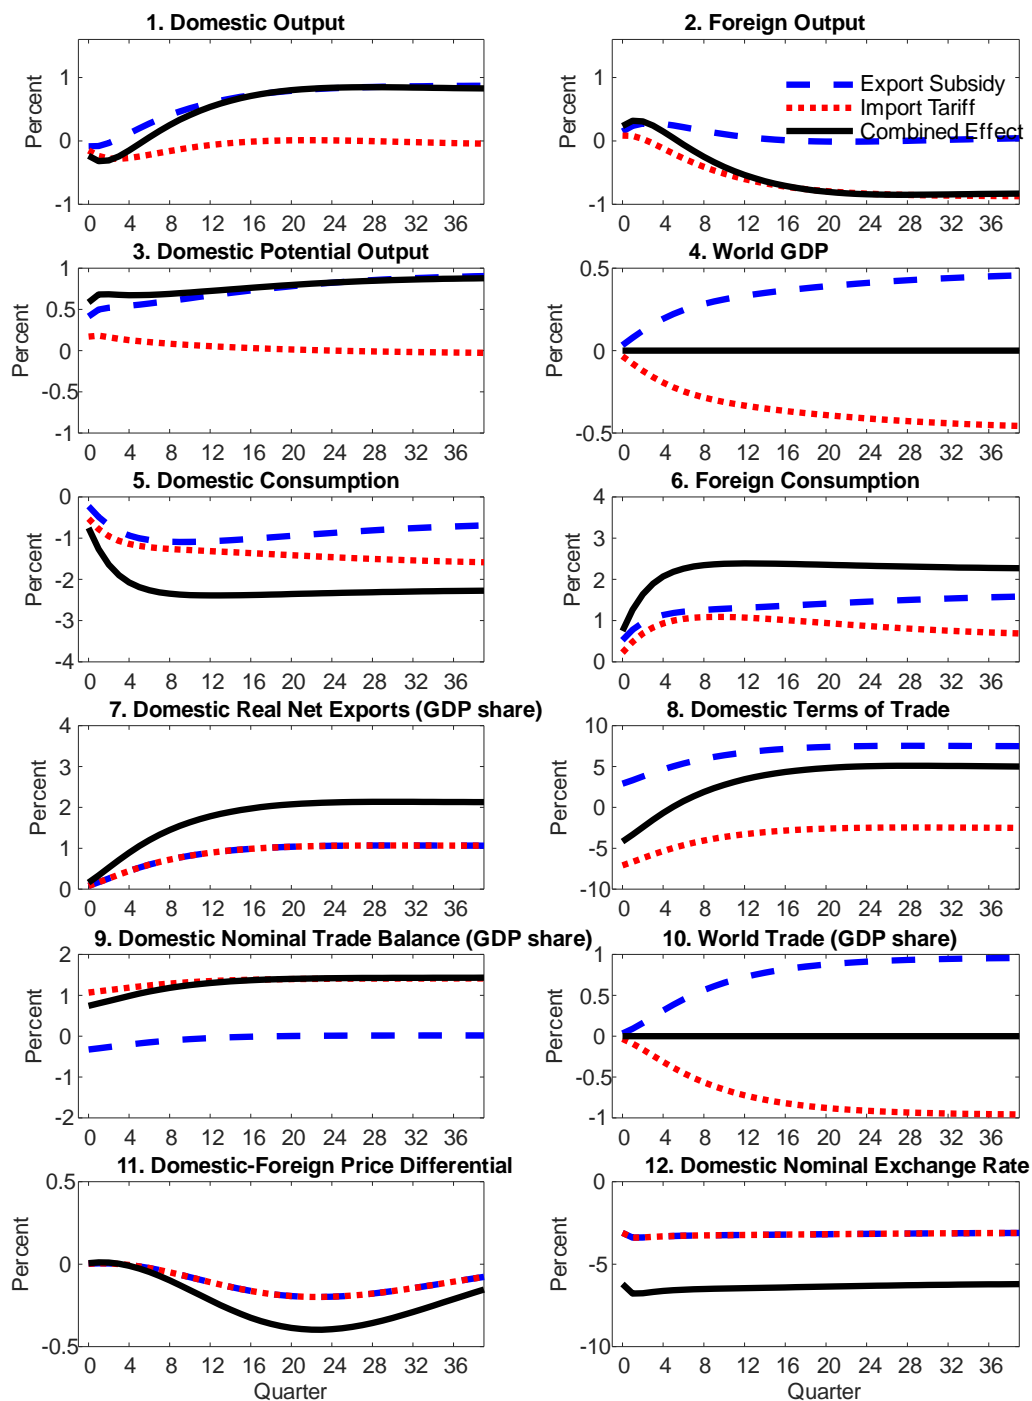 1. Domestic Output
2. Foreign Output
Percent
1
0
-1
0 4 8 12 16 20 24 28 32 36
Percent
1
0
-1
0 4 8 12 16 20 24 28 32 36
Export Subsidy
Import Tariff
Combined Effect
3. Domestic Potential Output
4. World GDP
Percent
1
0.5
0
-0.5
-1
0 4 8 12 16 20 24 28 32 36
Percent
0.5
0
-0.5
0 4 8 12 16 20 24 28 32 36
5. Domestic Consumption
6. Foreign Consumption
Percent
0
-1
-2
-3
-4
0 4 8 12 16 20 24 28 32 36
Percent
4
3
2
1
0
0 4 8 12 16 20 24 28 32 36
7. Domestic Real Net Exports (GDP share)
8. Domestic Terms of Trade
Percent
4
3
2
1
0
0 4 8 12 16 20 24 28 32 36
Percent
10
5
0
-5
-10
0 4 8 12 16 20 24 28 32 36
9. Domestic Nominal Trade Balance (GDP share)
10. World Trade (GDP share)
Percent
2
1
0
-1
-2
0 4 8 12 16 20 24 28 32 36
Percent
1
0.5
0
-0.5
-1
0 4 8 12 16 20 24 28 32 36
11. Domestic-Foreign Price Differential
12. Domestic Nominal Exchange Rate
Percent
0.5
0
-0.5
0 4 8 12 16 20 24 28 32 36
Quarter
Percent
0
-5
-10
0 4 8 12 16 20 24 28 32 36
Quarter